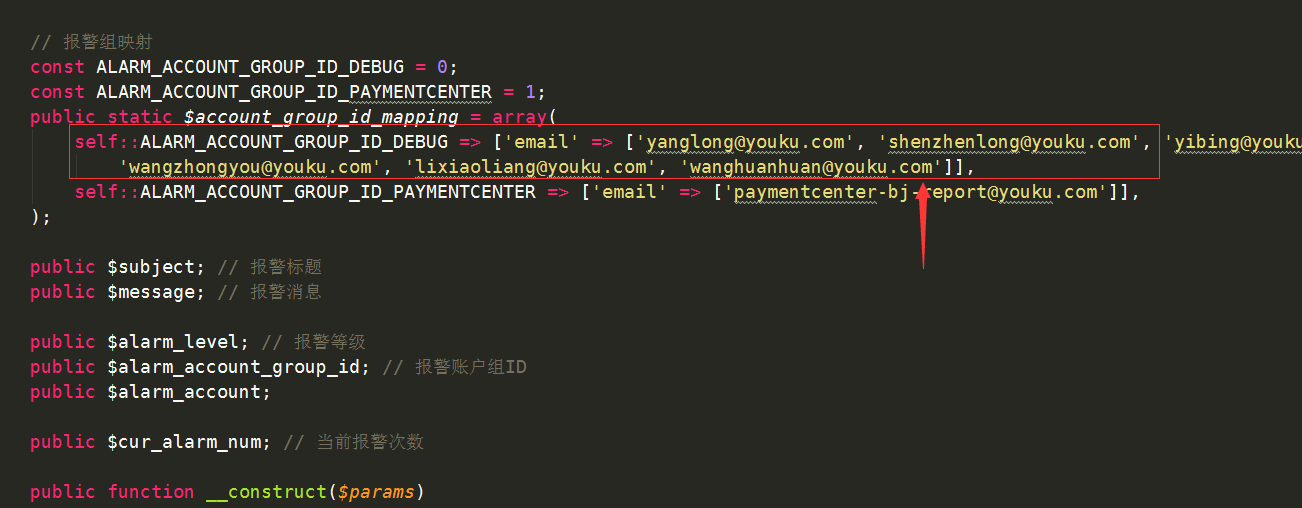 // 报警组映射
const ALARM_ACCOUNT_GROUP_ID_DEBUG = 0;
const ALARM_ACCOUNT_GROUP_ID_PAYMENTCENTER = 1;
public static $account_group_id_mapping = array(
self::ALARM_ACCOUNT_GROUP_ID_DEBUG => ['email' => ['yanglong@youku.com', 'shenzhenlong@youku.com', 'yibing@youku
'wangzhongyou@youku.com', 'lixiaoliang@youku.com', 'wanghuanhuan@youku.com']],
self::ALARM_ACCOUNT_GROUP_ID_PAYMENTCENTER => ['email' => ['paymentcenter-bj-report@youku.com']],
);
public $subject; // 报警标题
public $message; // 报警消息
public $alarm_level; // 报警等级
public $alarm_account_group_id; // 报警账户组ID
public $alarm_account;
public $cur_alarm_num; // 当前报警次数
public function __construct($params)